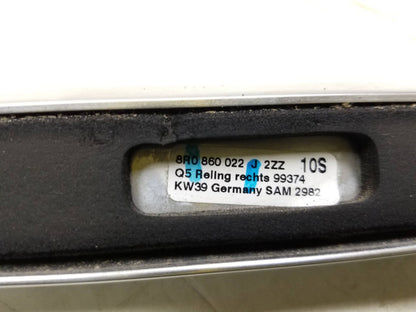 8R0 860 022 J 2ZZ 10S
Q5 Reling rechts 99374
KW39 Germany SAM 2982